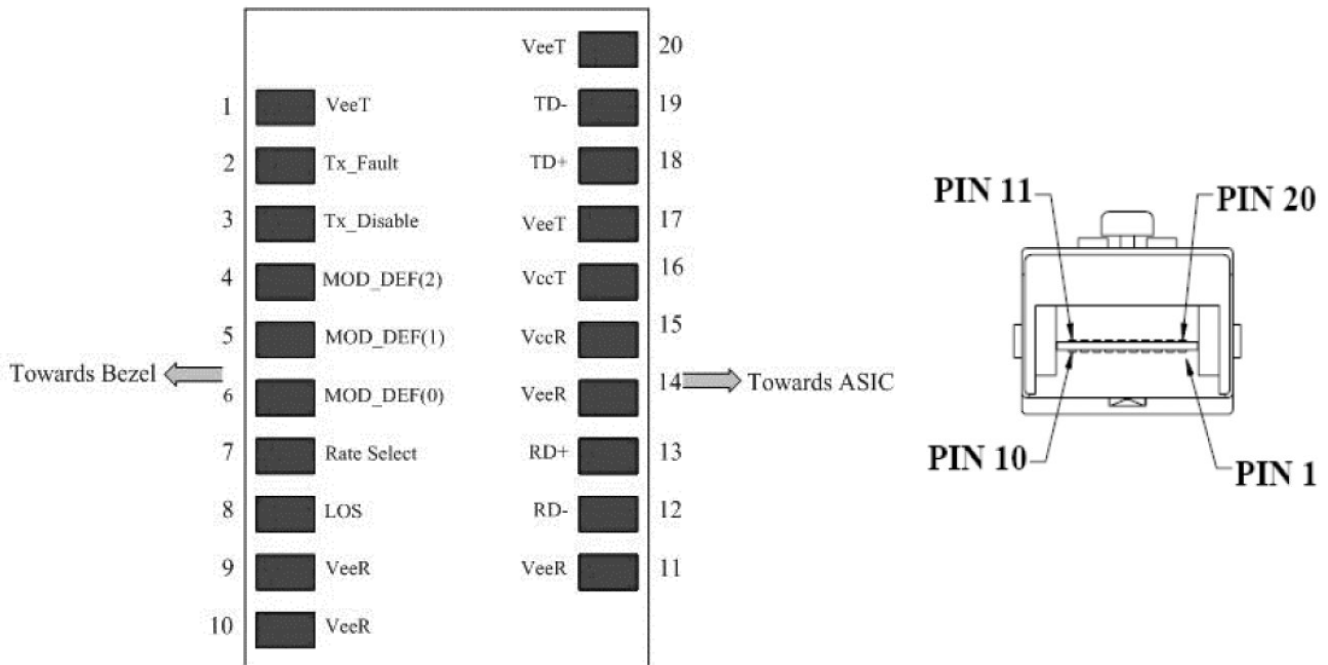 VeeT 20
1 VeeT TD- 19
2 Tx_Fault TD+ 18
3 Tx_Disable VeeT 17
4 MOD_DEF(2) VccT 16
5 MOD_DEF(1) VccR 15
6 MOD_DEF(0) VeeR 14
7 Rate Select RD+ 13
8 LOS RD- 12
9 VeeR VeeR 11
10 VeeR
Towards Bezel
Towards ASIC
PIN 11
PIN 20
PIN 10
PIN 1